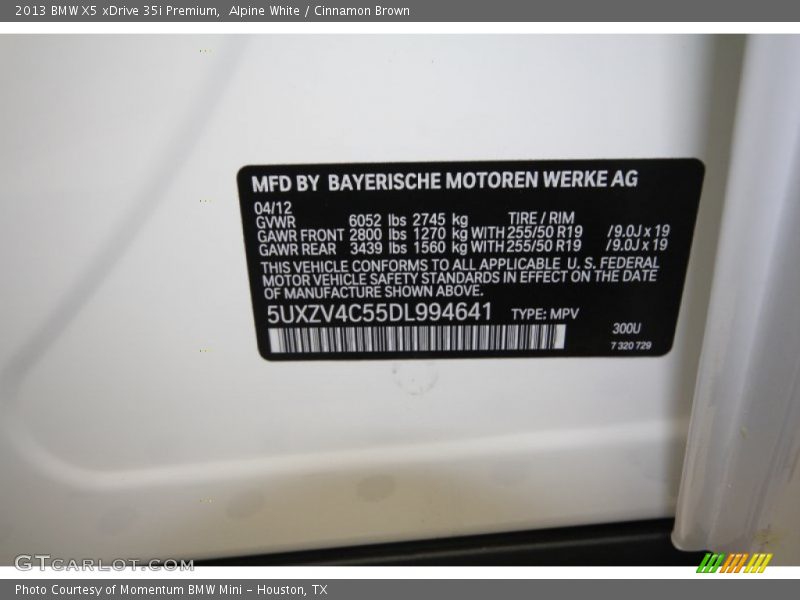 2013 BMW X5 xDrive 35i Premium,  Alpine White / Cinnamon Brown
MFD BY BAYERISCHE MOTOREN WERKE AG
04/12
GVWR 6052 lbs 2745 kg TIRE / RIM
GAWR FRONT 2800 lbs 1270 kg WITH 255/50 R19 /9.0J x 19
GAWR REAR 3439 lbs 1560 kg WITH 255/50 R19 /9.0J x 19
THIS VEHICLE CONFORMS TO ALL APPLICABLE U.S. FEDERAL
MOTOR VEHICLE SAFETY STANDARDS IN EFFECT ON THE DATE
OF MANUFACTURE SHOWN ABOVE.
5UXZV4C55DL994641 TYPE: MPV
300U
7 320 729
GTCARLOT.COM
Photo Courtesy of Momentum BMW Mini - Houston, TX